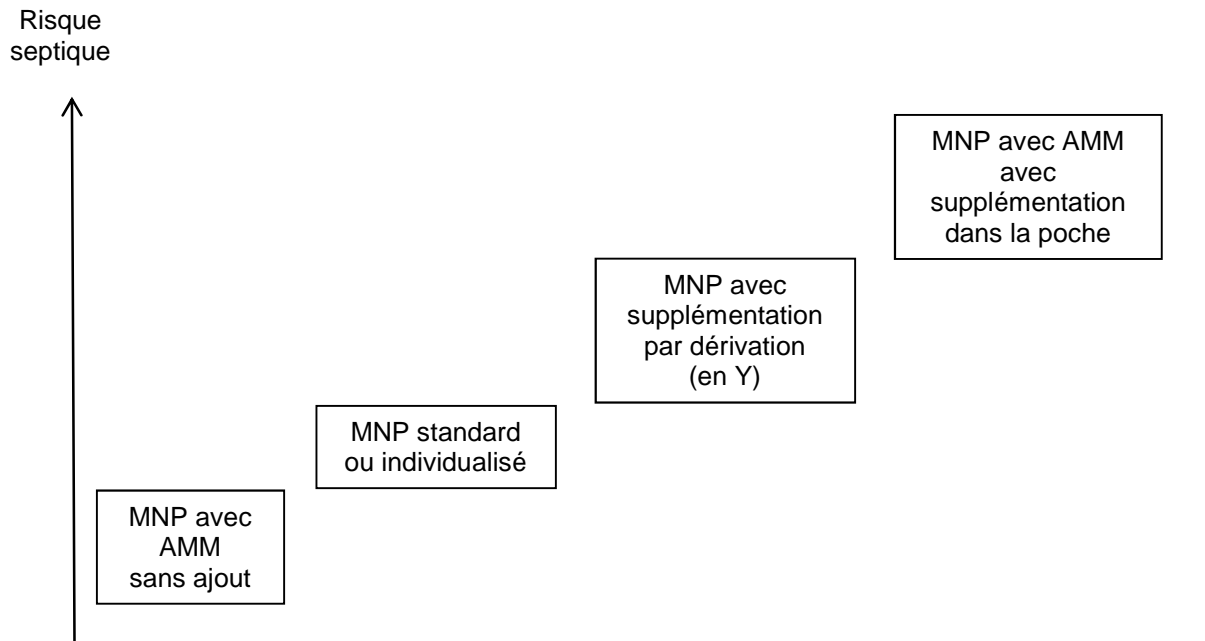 Risque
septique
MNP avec AMM
avec
supplémentation
dans la poche
MNP avec
supplémentation
par dérivation
(en Y)
MNP standard
ou individualisé
MNP avec
AMM
sans ajout